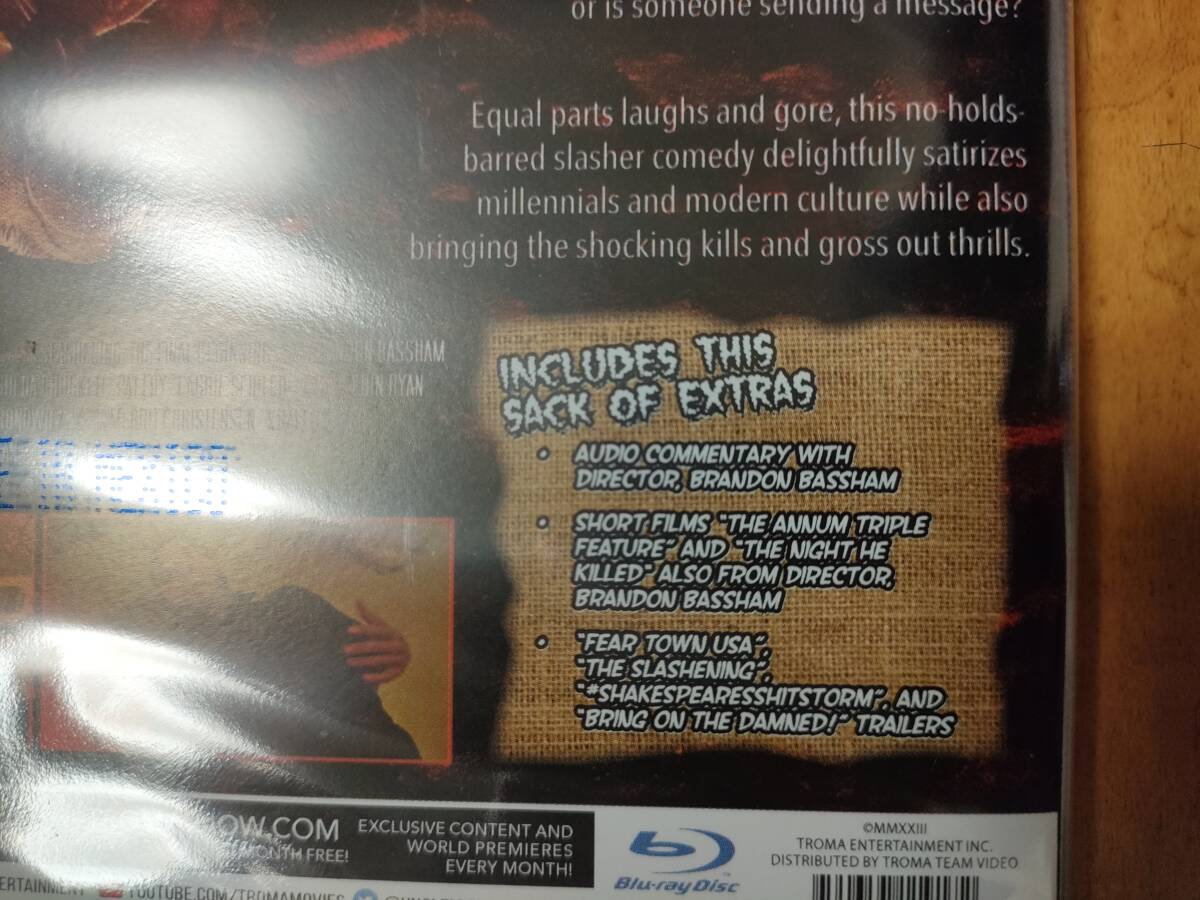 or is someone sending a message?
Equal parts laughs and gore, this no-holds-
barred slasher comedy delightfully satirizes
millennials and modern culture while also
bringing the shocking kills and gross out thrills.
BASSHAM
RYAN
INCLUDES THIS
SACK OF EXTRAS
• AUDIO COMMENTARY WITH
DIRECTOR, BRANDON BASSHAM
• SHORT FILMS "THE ANNUM TRIPLE
FEATURE" AND "THE NIGHT HE
KILLED" ALSO FROM DIRECTOR,
BRANDON BASSHAM
• "FEAR TOWN USA",
"THE SLASHENING",
"#SHAKESPEARESSHITSTORM", AND
"BRING ON THE DAMNED!" TRAILERS
OW.COM
MONTH FREE!
EXCLUSIVE CONTENT AND
WORLD PREMIERES
EVERY MONTH!
Blu-ray Disc
©MMXXIII
TROMA ENTERTAINMENT INC.
DISTRIBUTED BY TROMA TEAM VIDEO
ERTAINMENT YOUTUBE.COM/TROMAMOVIES